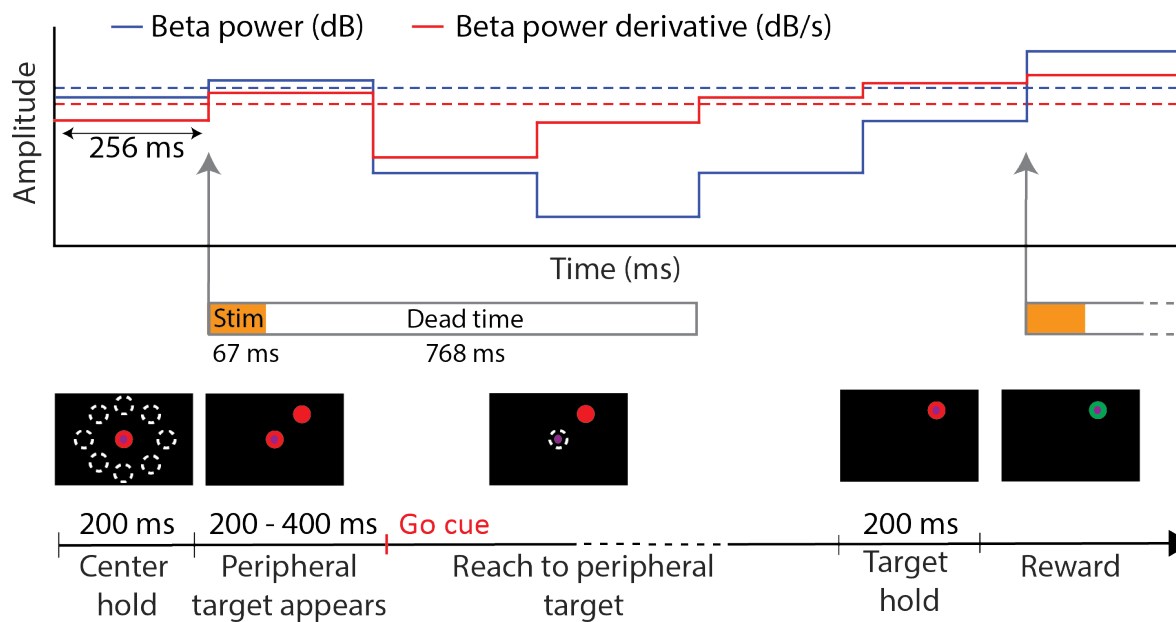 Beta power (dB)
Beta power derivative (dB/s)
Amplitude
256 ms
Time (ms)
Stim
Dead time
67 ms
768 ms
200 ms
200 - 400 ms
Go cue
200 ms
Center
hold
Peripheral
target appears
Reach to peripheral
target
Target
hold
Reward